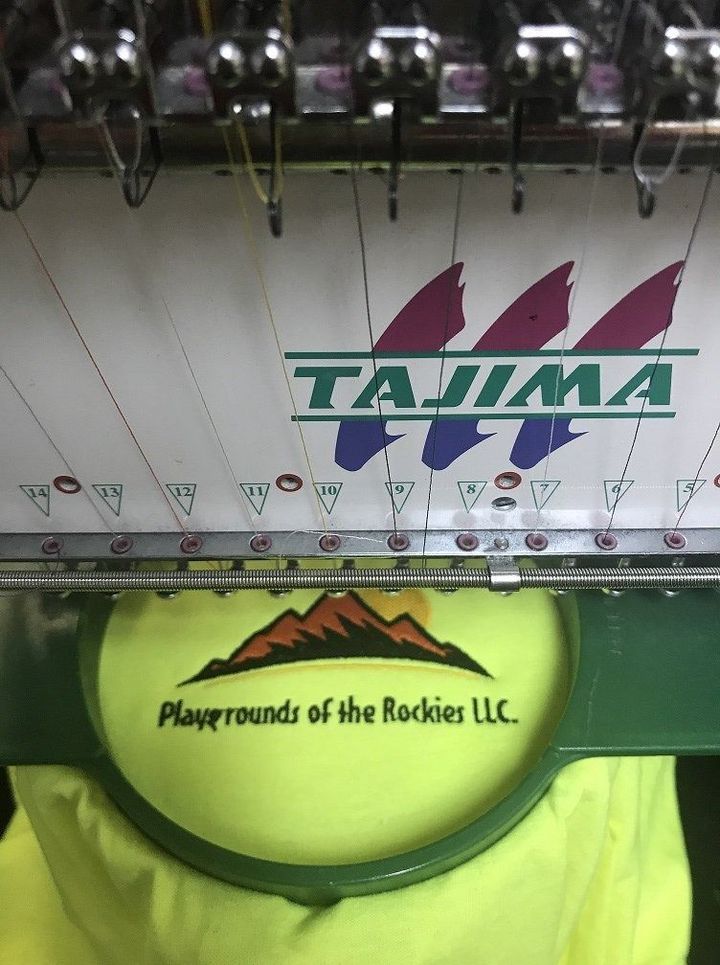 TAJIMA
14 13 12 11 10 9 8 7 6 5
Playgrounds of the Rockies LLC.